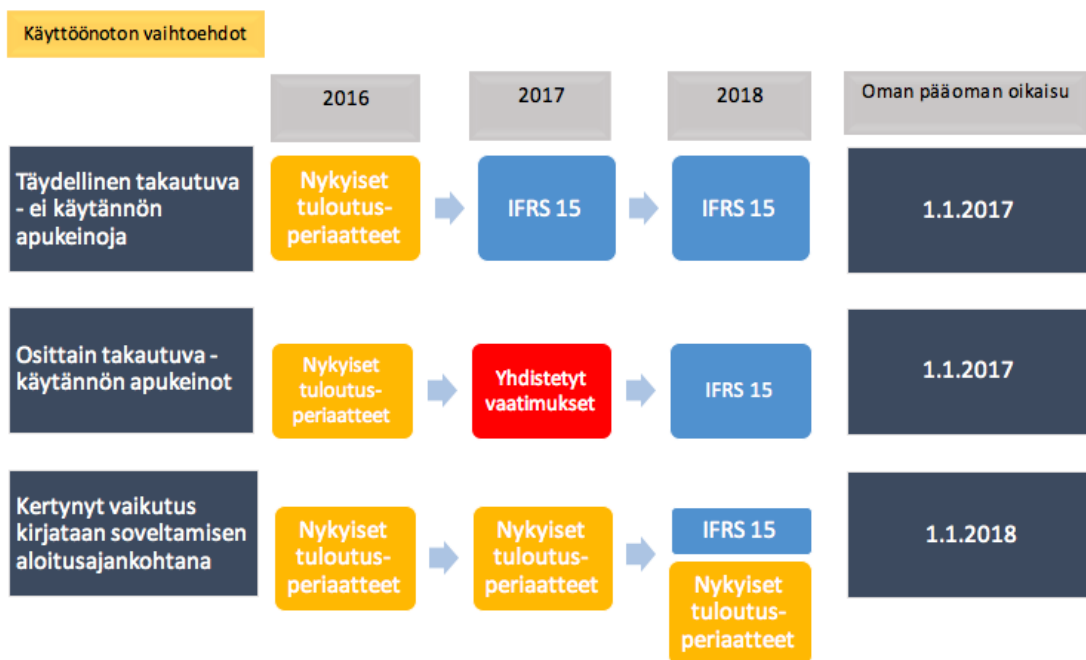 Käyttöönoton vaihtoehdot
2016
2017
2018
Oman pääoman oikaisu
Täydellinen takautuva
- ei käytännön
apukeinoja
Nykyiset
tuloutus-
periaatteet
IFRS 15
IFRS 15
1.1.2017
Osittain takautuva -
käytännön apukeinot
Nykyiset
tuloutus-
periaatteet
Yhdistetyt
vaatimukset
IFRS 15
1.1.2017
Kertynyt vaikutus
kirjataan soveltamisen
aloitusajankohtana
Nykyiset
tuloutus-
periaatteet
Nykyiset
tuloutus-
periaatteet
IFRS 15
Nykyiset
tuloutus-
periaatteet
1.1.2018